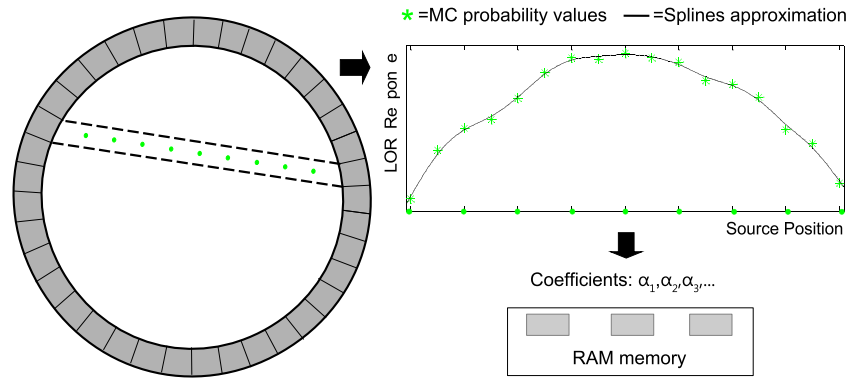 * =MC probability values —=Splines approximation
LOR Re pon e
Source Position
Coefficients: α1,α2,α3,...
RAM memory